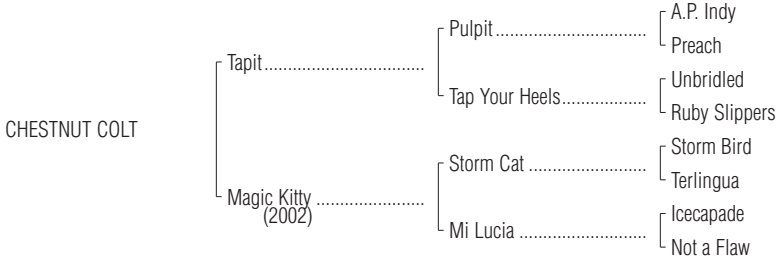 A.P. Indy
Pulpit..................................
Preach
Tapit....................................
Unbridled
Tap Your Heels...................
Ruby Slippers
CHESTNUT COLT
Storm Bird
Storm Cat ..........................
Terlingua
Magic Kitty ........................
(2002)
Icecapade
Mi Lucia .............................
Not a Flaw